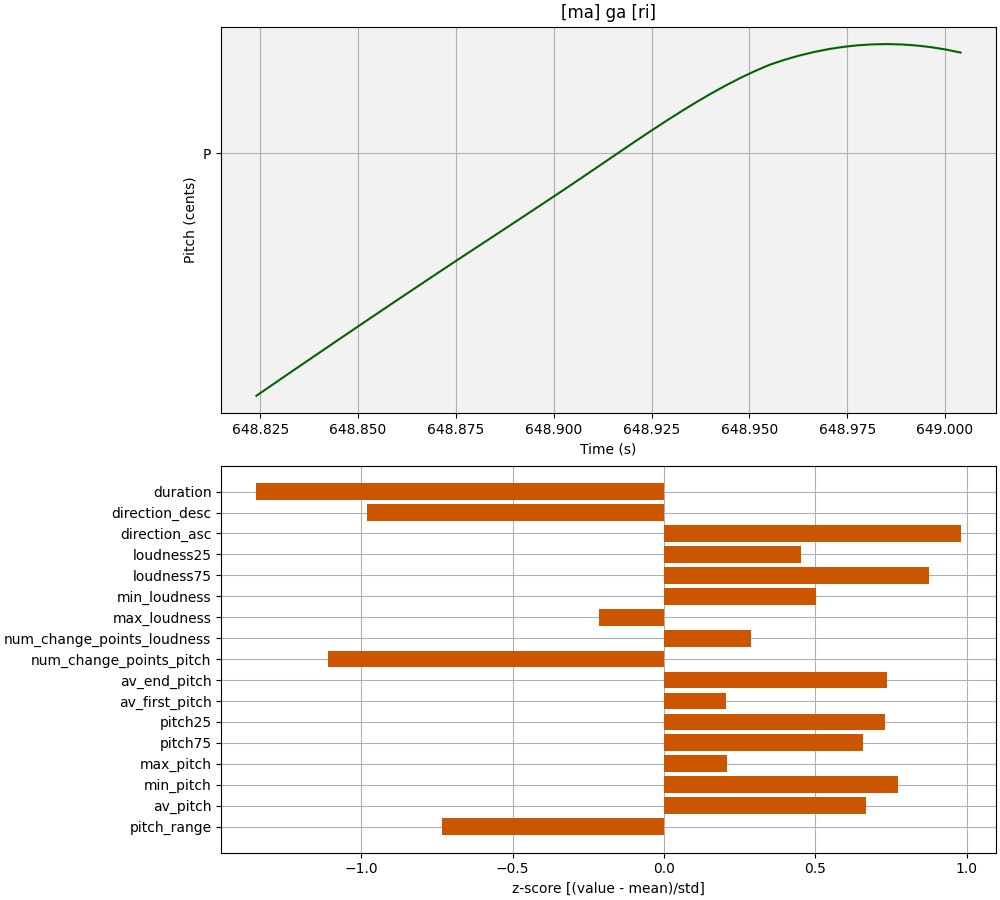 [ma] ga [ri]
P
Pitch (cents)
648.825 648.850 648.875 648.900 648.925 648.950 648.975 649.000
Time (s)
duration
direction_desc
direction_asc
loudness25
loudness75
min_loudness
max_loudness
num_change_points_loudness
num_change_points_pitch
av_end_pitch
av_first_pitch
pitch25
pitch75
max_pitch
min_pitch
av_pitch
pitch_range
−1.0 −0.5 0.0 0.5 1.0
z-score [(value - mean)/std]